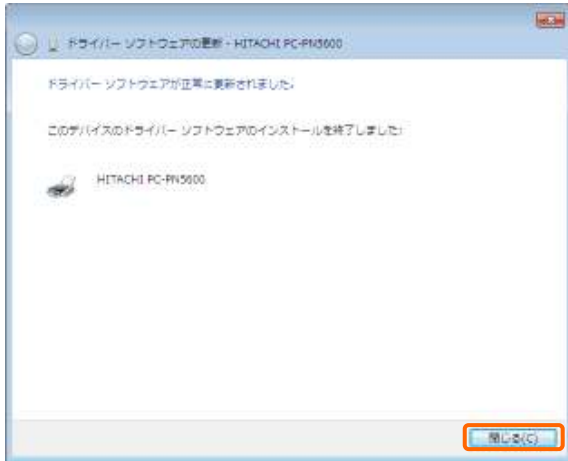 ドライバー ソフトウェアの更新 - HITACHI PC-PN5600
ドライバー ソフトウェアが正常に更新されました。
このデバイスのドライバー ソフトウェアのインストールを終了しました:
HITACHI PC-PN5600
閉じる(C)